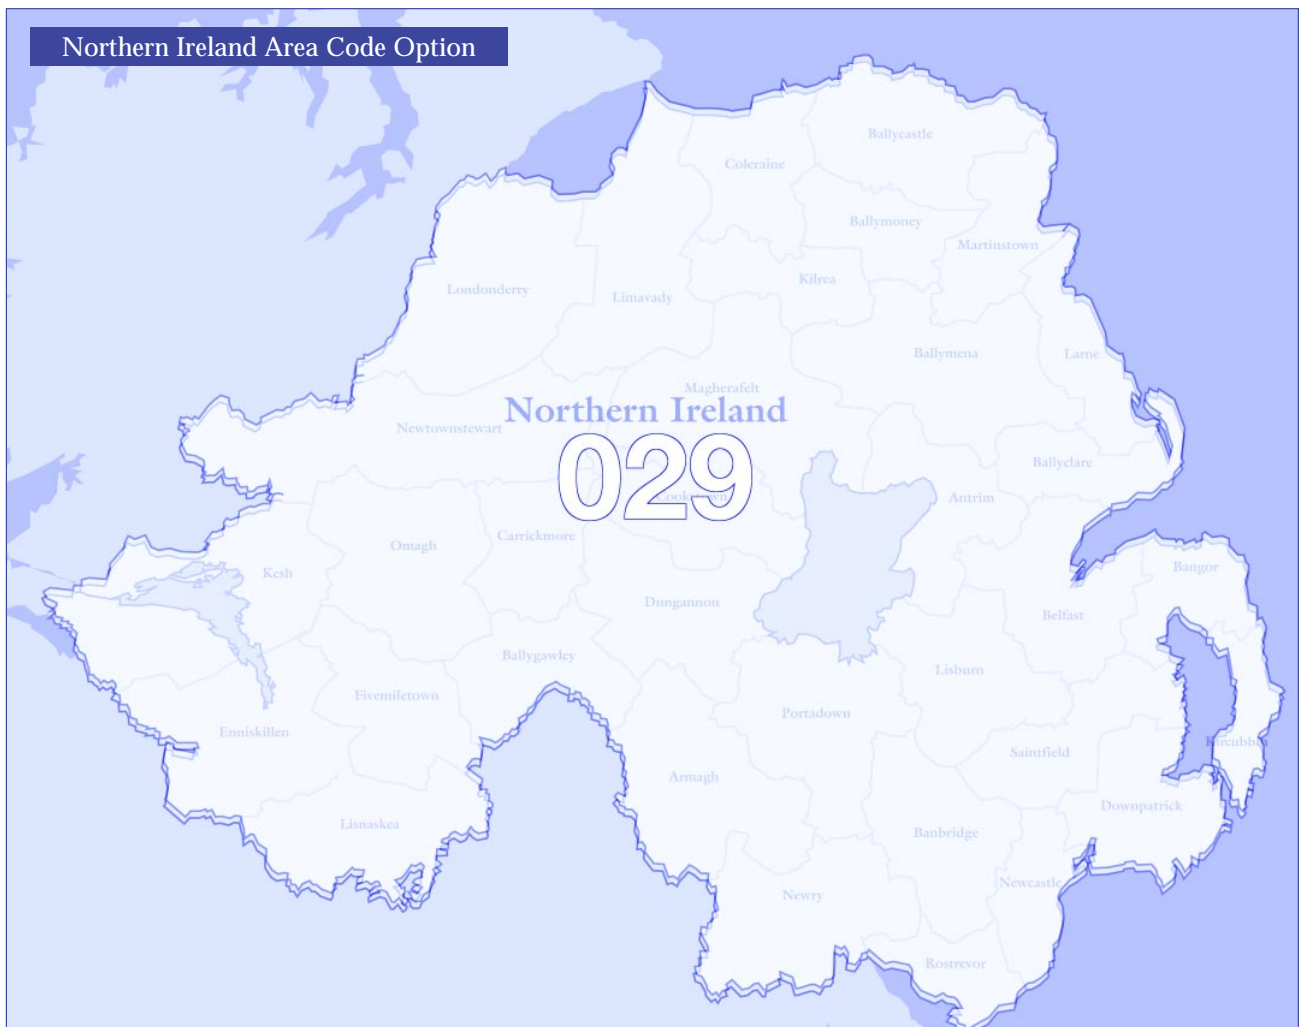 Northern Ireland Area Code Option
Ballycastle
Coleraine
Ballymoney
Martinstown
Kilrea
Londonderry
Limavady
Ballymena
Larne
Magherafelt
Northern Ireland
Newtownstewart
029
Ballyclare
Cookstown
Antrim
Carrickmore
Omagh
Bangor
Kesh
Dungannon
Belfast
Ballygawley
Lisburn
Fivemiletown
Portadown
Enniskillen
Kircubbin
Saintfield
Armagh
Downpatrick
Lisnaskea
Banbridge
Newcastle
Newry
Rostrevor